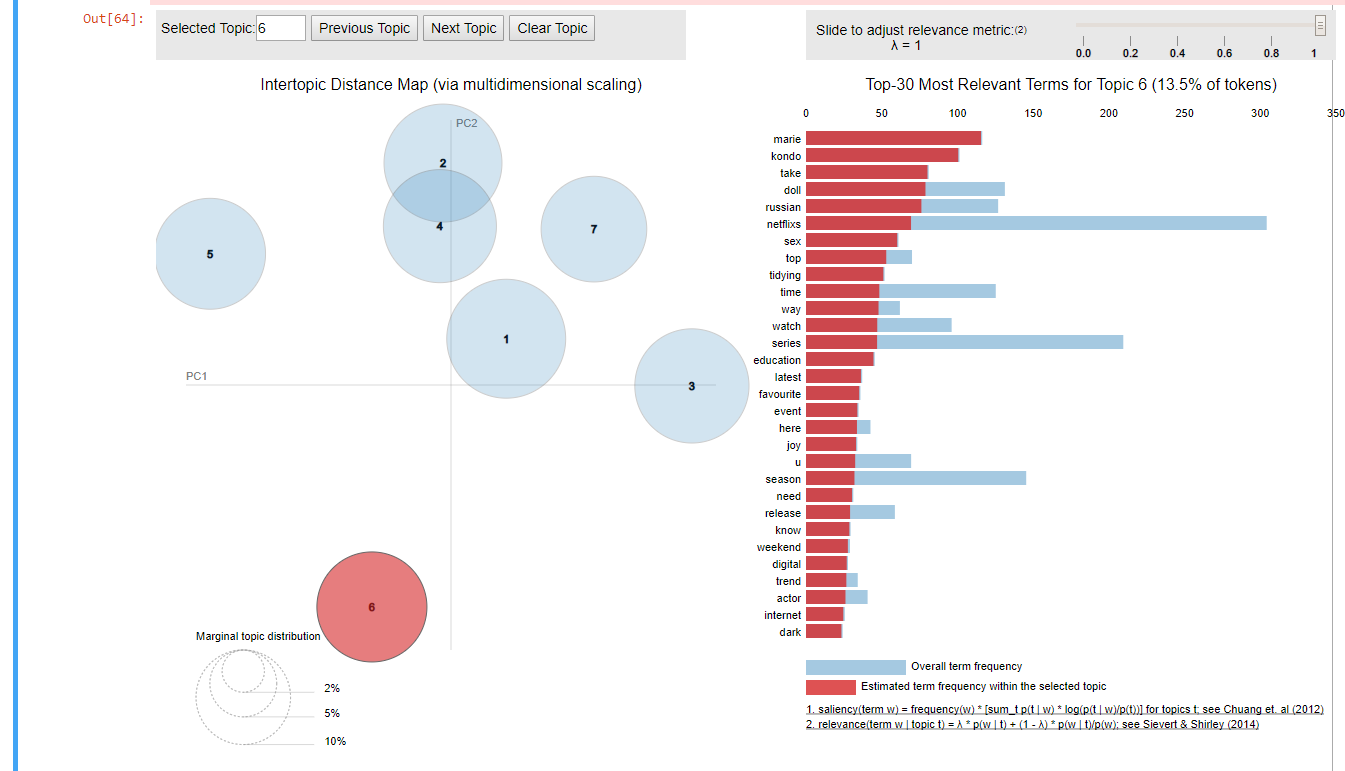 Out[64]:
Selected Topic: 6 Previous Topic Next Topic Clear Topic
Slide to adjust relevance metric:(2)
λ = 1
0.0 0.2 0.4 0.6 0.8 1
Intertopic Distance Map (via multidimensional scaling)
PC2
2
4
7
5
1
PC1
3
6
Marginal topic distribution
2%
5%
10%
Top-30 Most Relevant Terms for Topic 6 (13.5% of tokens)
0 50 100 150 200 250 300 350
marie
kondo
take
doll
russian
netflixs
sex
top
tidying
time
way
watch
series
education
latest
favourite
event
here
joy
u
season
need
release
know
weekend
digital
trend
actor
internet
dark
Overall term frequency
Estimated term frequency within the selected topic
1. saliency(term w) = frequency(w) * [sum_t p(t | w) * log(p(t | w)/p(t))] for topics t; see Chuang et. al (2012)
2. relevance(term w | topic t) = λ * p(w | t) + (1 - λ) * p(w | t)/p(w); see Sievert & Shirley (2014)